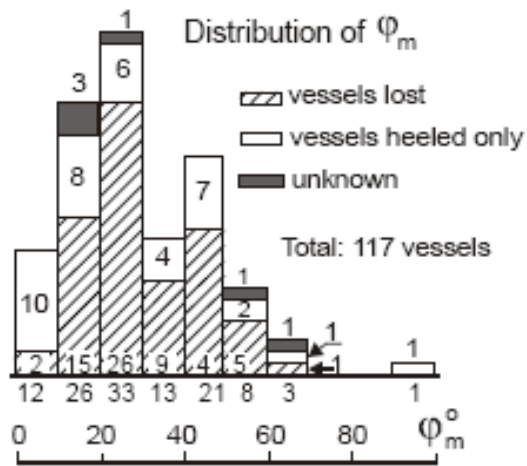 Distribution of φm
vessels lost
vessels heeled only
unknown
Total: 117 vessels
1
3 6
8 7
4
10 1
2 1 1 1
2 15 26 9 4 5 1
12 26 33 13 21 8 3 1
0 20 40 60 80 φm°